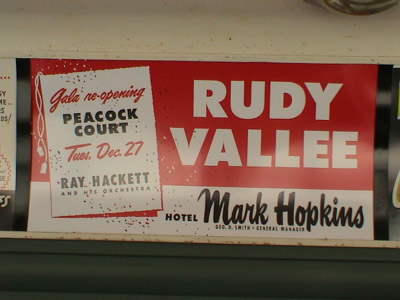 Gala re-opening
PEACOCK
COURT
Tues. Dec. 27
RAY HACKETT
AND HIS ORCHESTRA
RUDY
VALLEE
HOTEL Mark Hopkins
GEO. D. SMITH • GENERAL MANAGER